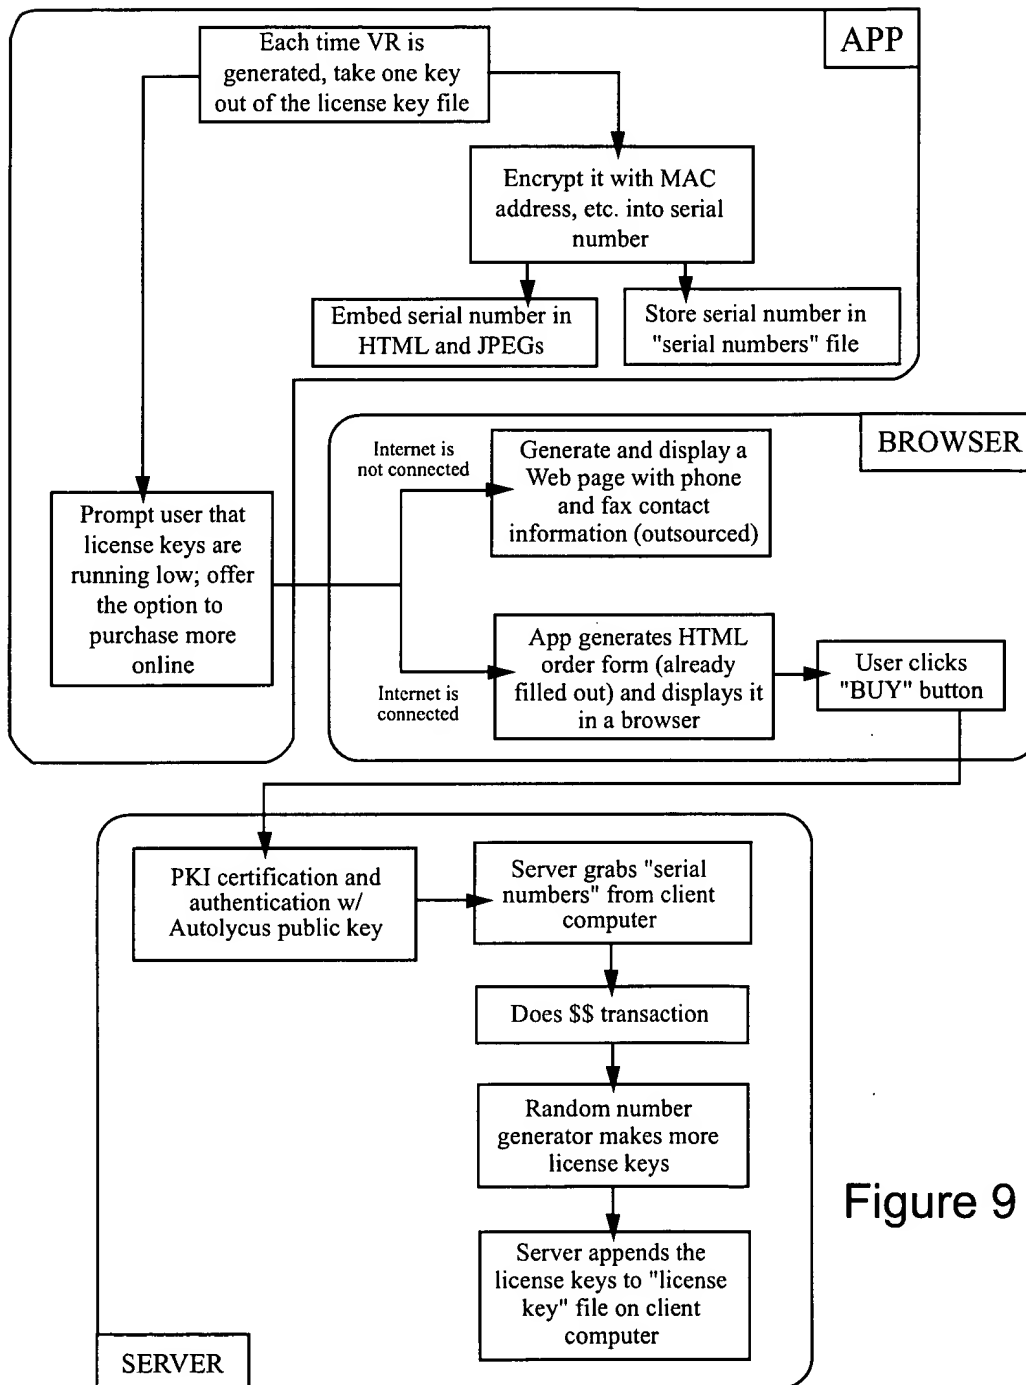 APP
Each time VR is
generated, take one key
out of the license key file
Encrypt it with MAC
address, etc. into serial
number
Embed serial number in
HTML and JPEGs
Store serial number in
"serial numbers" file
BROWSER
Internet is
not connected
Generate and display a
Web page with phone
and fax contact
information (outsourced)
Prompt user that
license keys are
running low; offer
the option to
purchase more
online
Internet is
connected
App generates HTML
order form (already
filled out) and displays it
in a browser
User clicks
"BUY" button
PKI certification and
authentication w/
Autolycus public key
Server grabs "serial
numbers" from client
computer
Does $$ transaction
Random number
generator makes more
license keys
Server appends the
license keys to "license
key" file on client
computer
SERVER
Figure 9